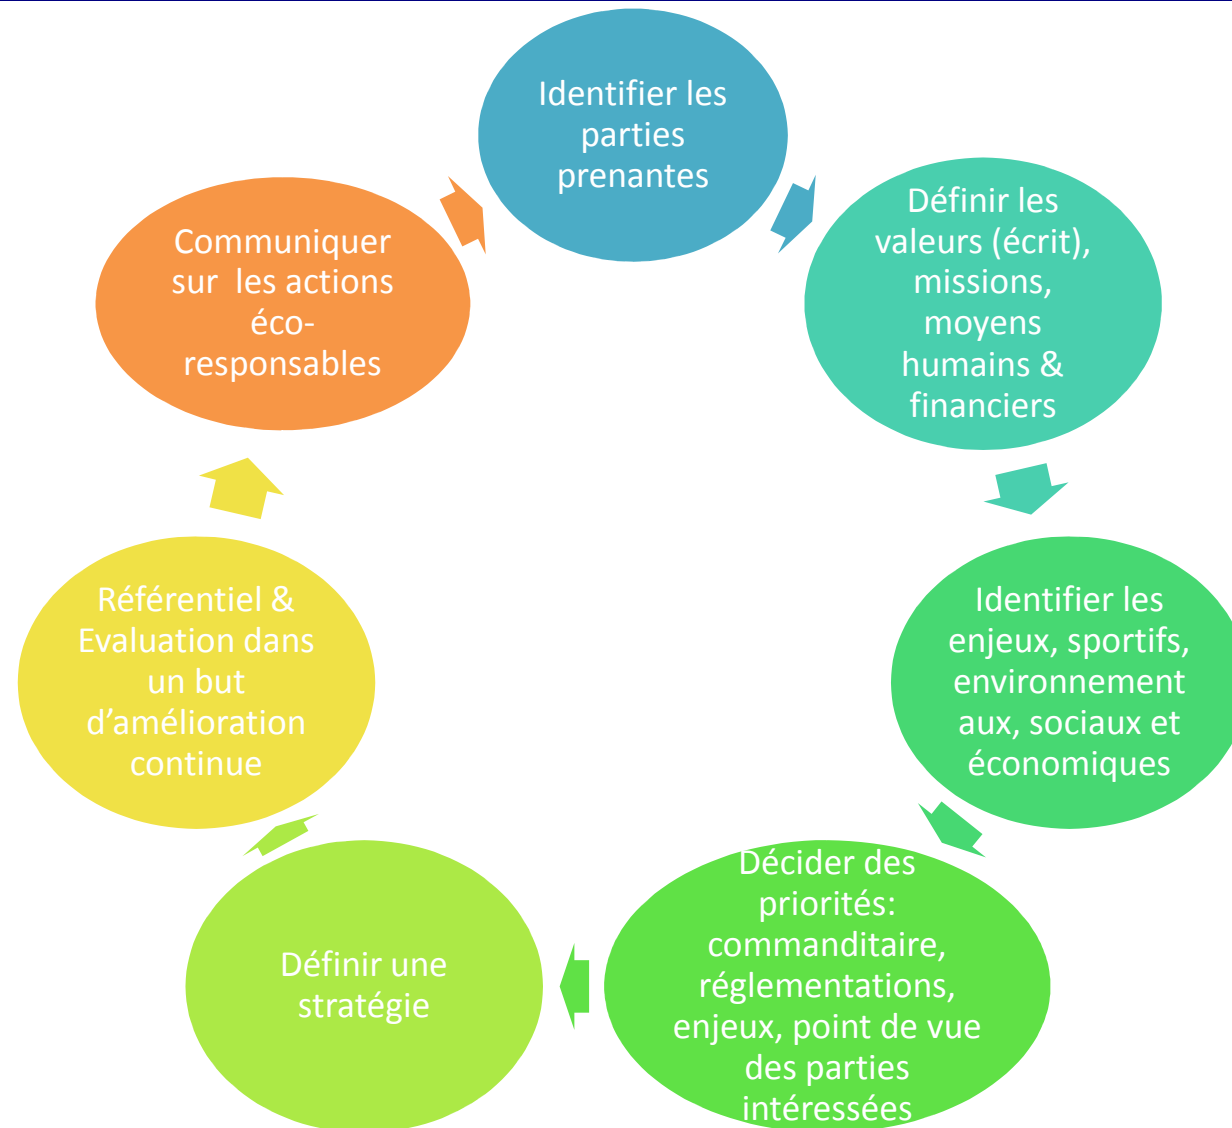 Identifier les
parties
prenantes
Définir les
valeurs (écrit),
missions,
moyens
humains &
financiers
Identifier les
enjeux, sportifs,
environnement
aux, sociaux et
économiques
Décider des
priorités:
commanditaire,
réglementations,
enjeux, point de vue
des parties
intéressées
Définir une
stratégie
Référentiel &
Evaluation dans
un but
d’amélioration
continue
Communiquer
sur les actions
éco-
responsables